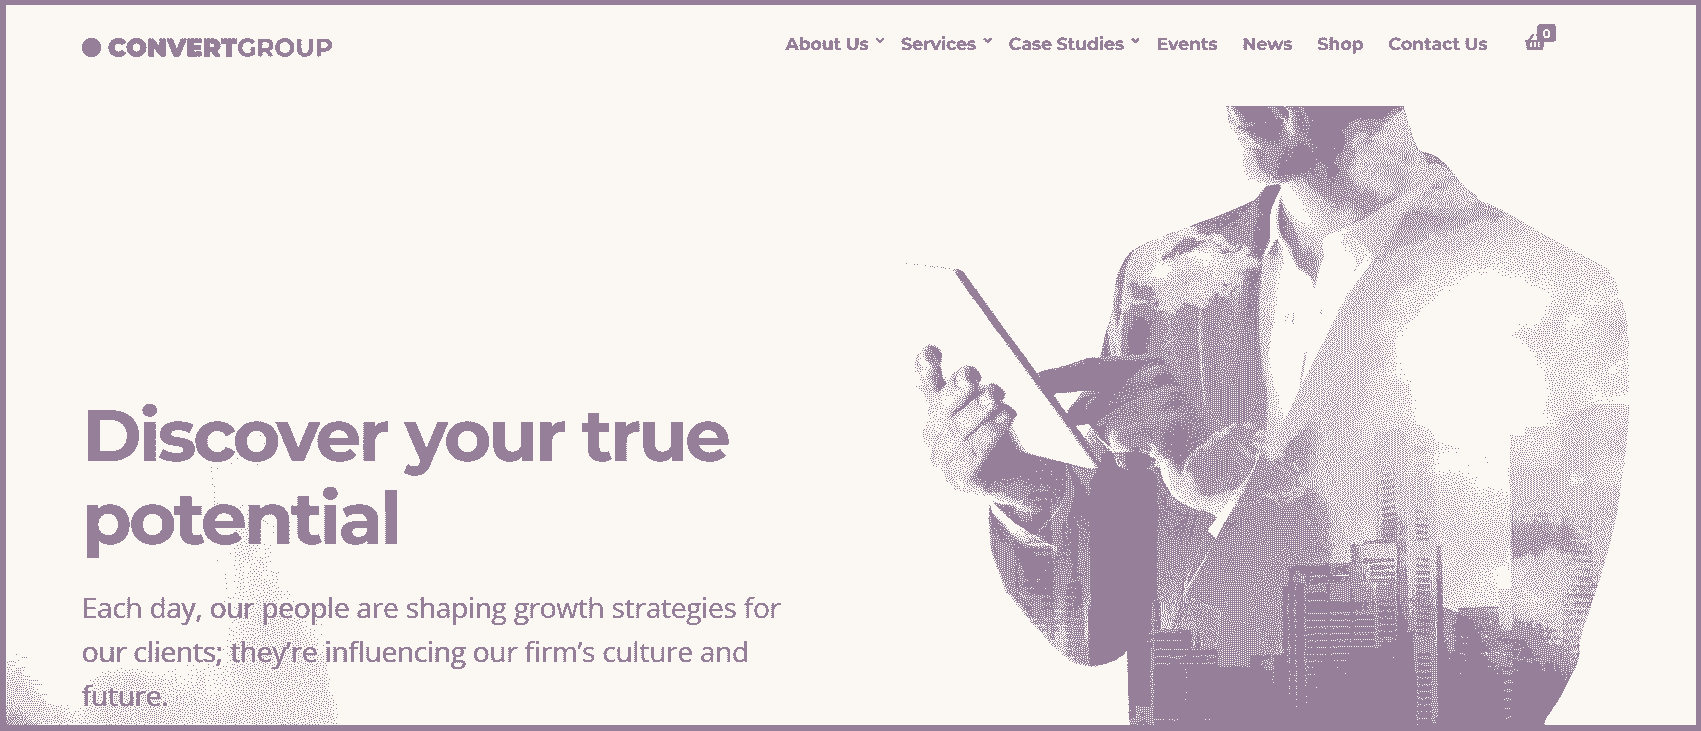 CONVERTGROUP
About Us Services Case Studies Events News Shop Contact Us 0
Discover your true
potential
Each day, our people are shaping growth strategies for
our clients; they’re influencing our firm’s culture and
future.